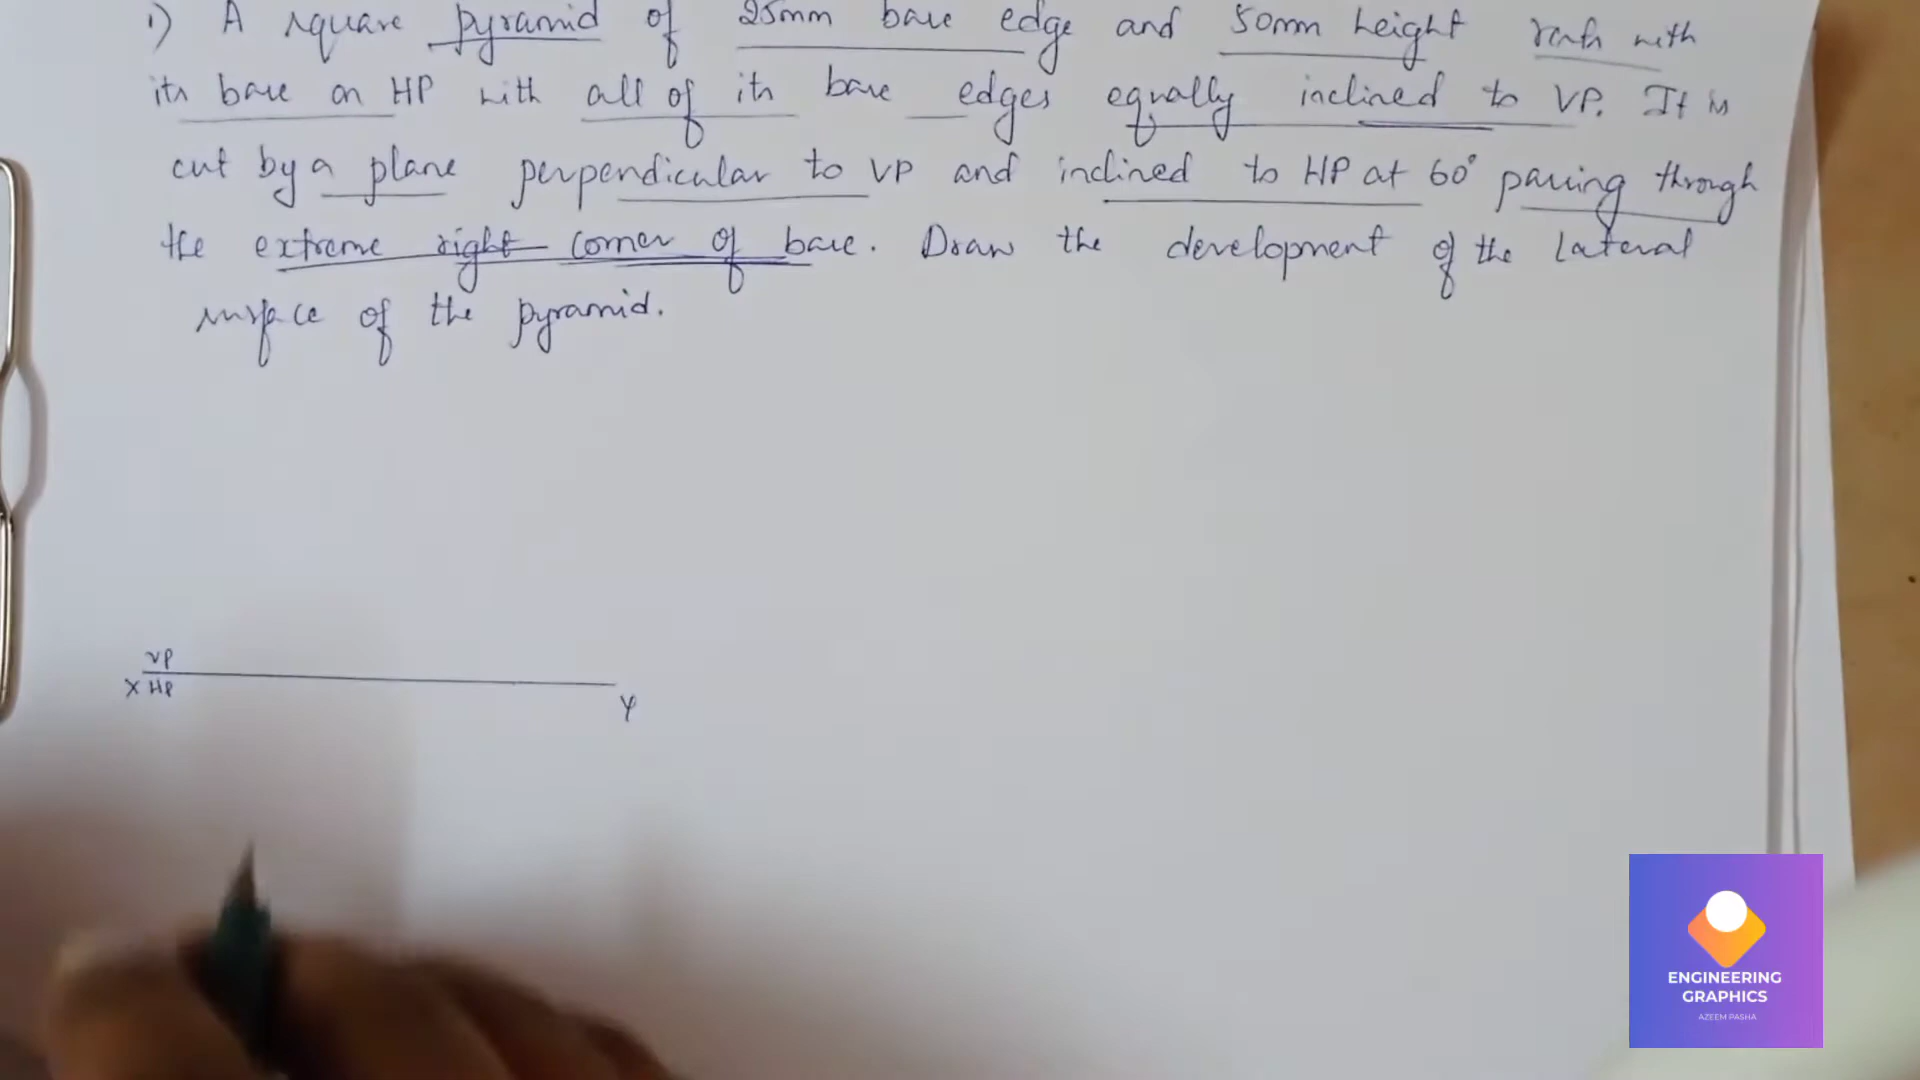 1) A square pyramid of 25mm base edge and 50mm height rests with
its base on HP with all of its base edges equally inclined to VP. It is
cut by a plane perpendicular to VP and inclined to HP at 60° passing through
the extreme right corner of base. Draw the development of the lateral
surface of the pyramid.
VP
X HP
Y
ENGINEERING
GRAPHICS
AZEEM PASHA